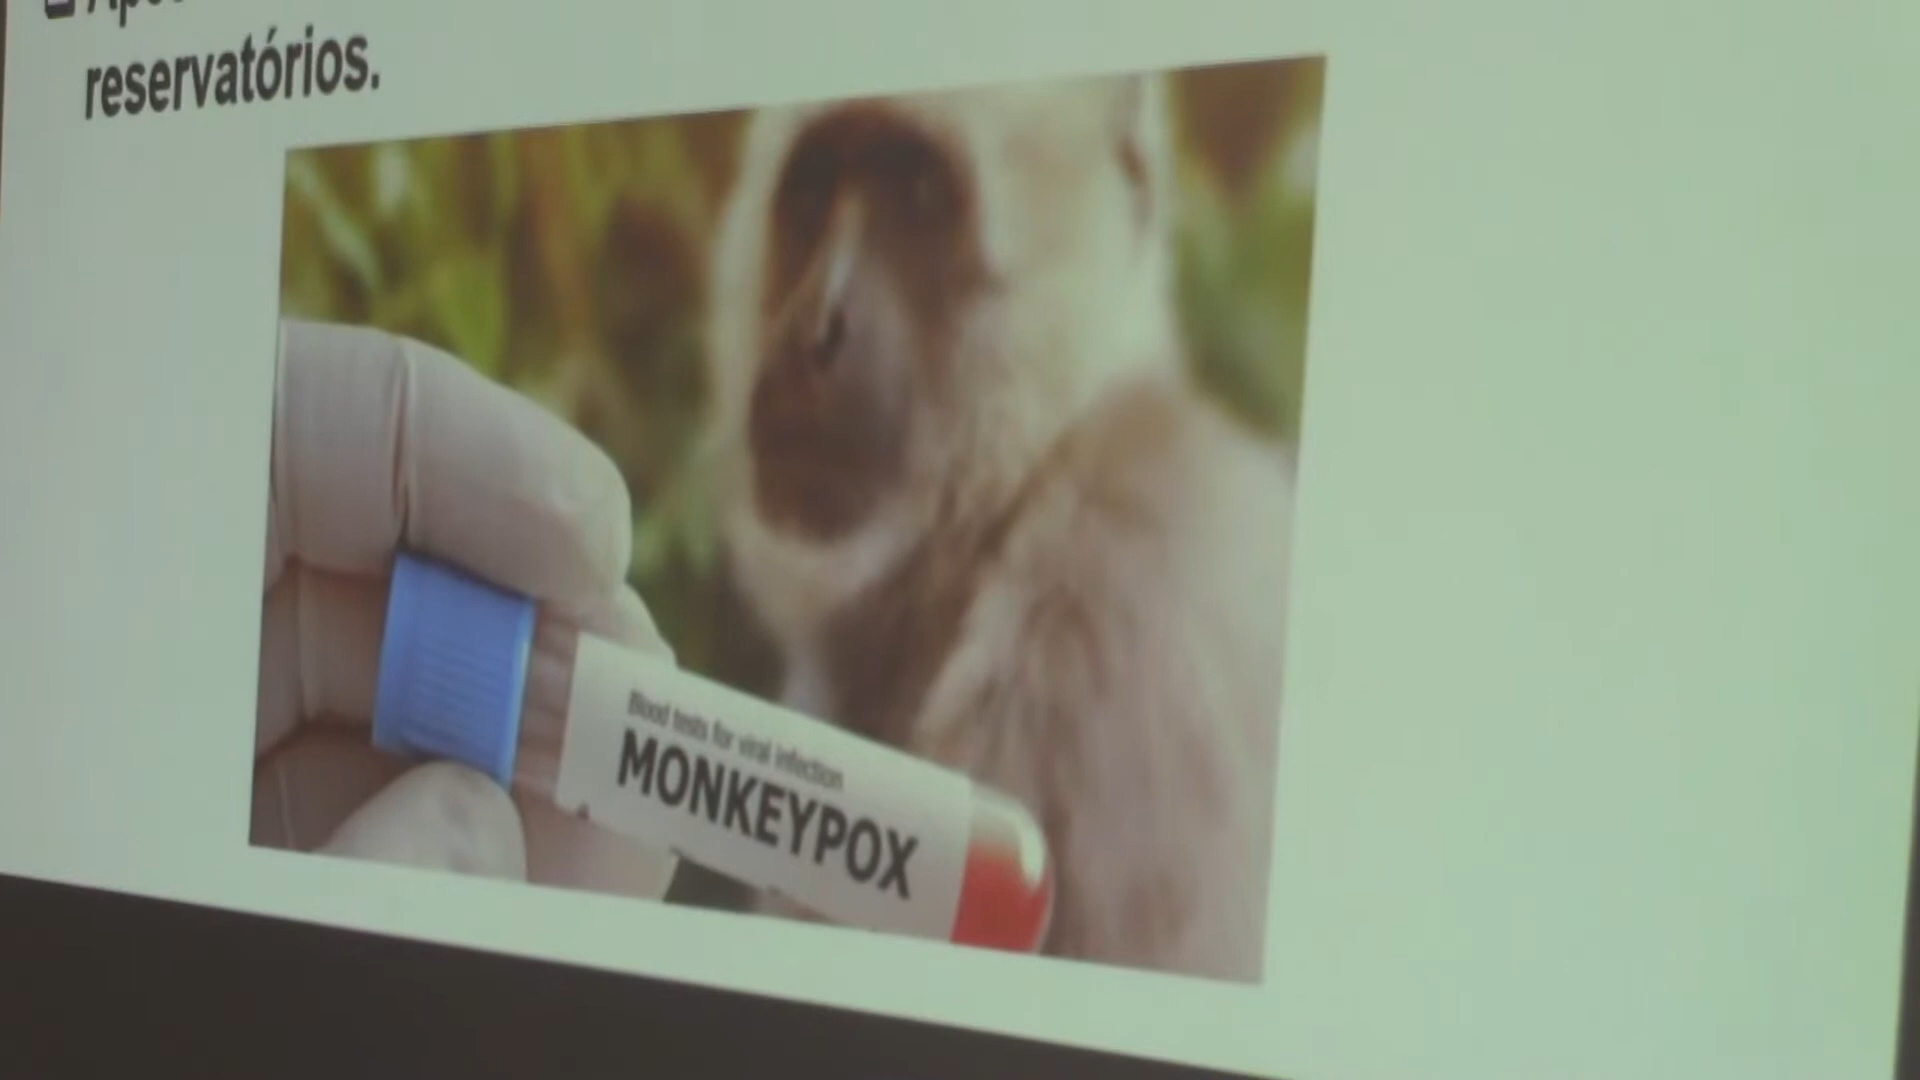 reservatórios.
Blood tests for viral infection
MONKEYPOX